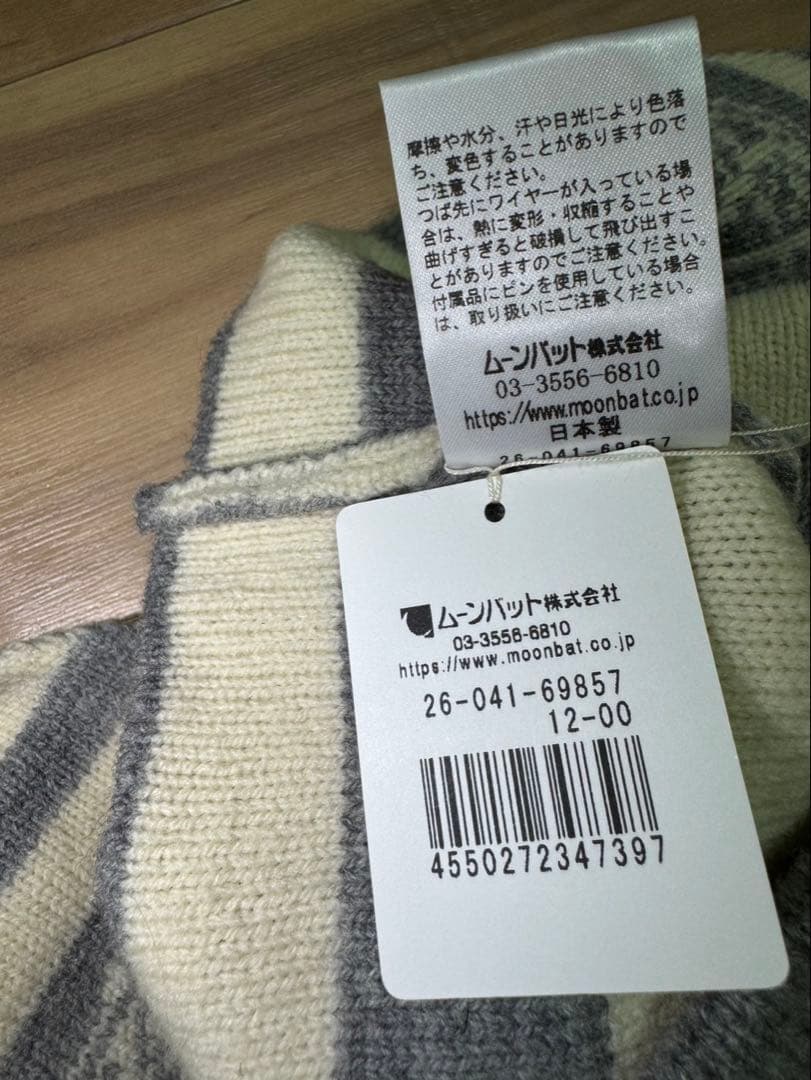 摩擦や水分、汗や日光により色落
ち、変色することがありますので
ご注意ください。
つば先にワイヤーが入っている場
合は、熱に変形・収縮することや
曲げすぎると破損して飛び出すこ
とがありますのでご注意ください。
付属品にピンを使用している場合
は、取り扱いにご注意ください。
ムーンバット株式会社
03-3556-6810
https://www.moonbat.co.jp
日本製
26-041-69857
ムーンバット株式会社
03-3556-6810
https://www.moonbat.co.jp
26-041-69857
12-00
4550272347397